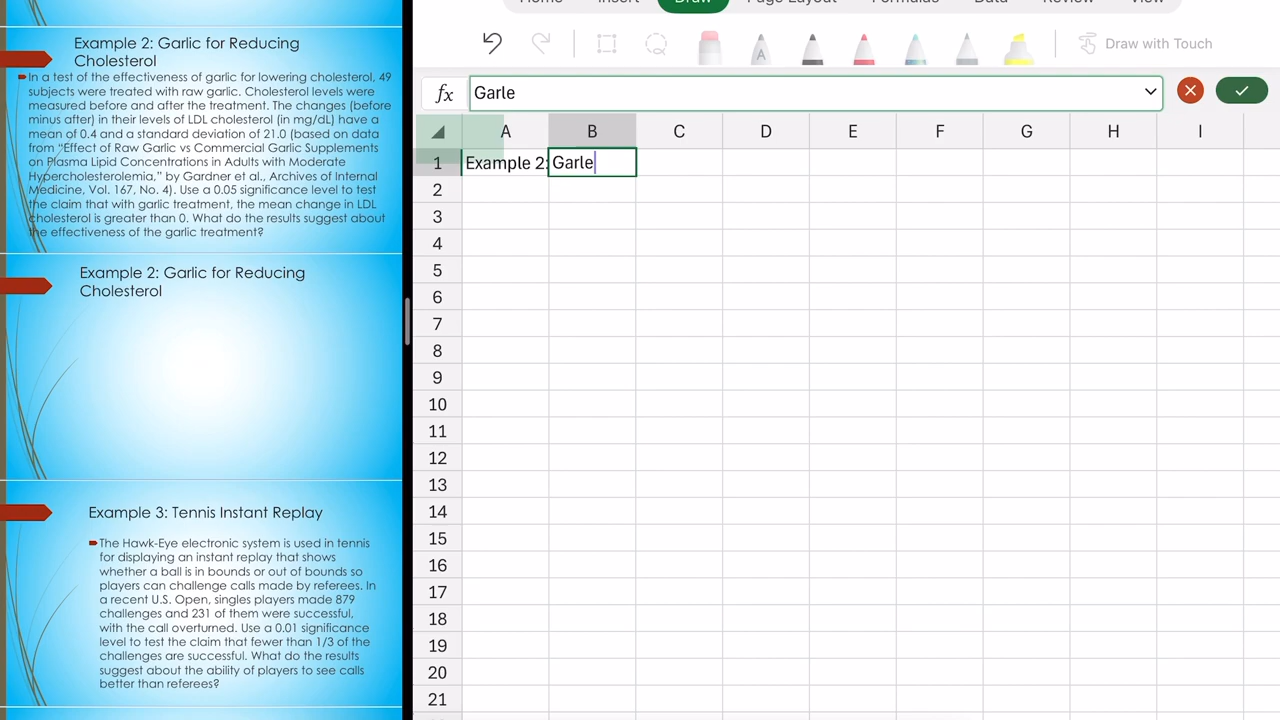 Example 2: Garlic for Reducing
Cholesterol
In a test of the effectiveness of garlic for lowering cholesterol, 49
subjects were treated with raw garlic. Cholesterol levels were
measured before and after the treatment. The changes (before
minus after) in their levels of LDL cholesterol (in mg/dL) have a
mean of 0.4 and a standard deviation of 21.0 (based on data
from “Effect of Raw Garlic vs Commercial Garlic Supplements
on Plasma Lipid Concentrations in Adults with Moderate
Hypercholesterolemia,” by Gardner et al., Archives of Internal
Medicine, Vol. 167, No. 4). Use a 0.05 significance level to test
the claim that with garlic treatment, the mean change in LDL
cholesterol is greater than 0. What do the results suggest about
the effectiveness of the garlic treatment?
Example 2: Garlic for Reducing
Cholesterol
Example 3: Tennis Instant Replay
The Hawk-Eye electronic system is used in tennis
for displaying an instant replay that shows
whether a ball is in bounds or out of bounds so
players can challenge calls made by referees. In
a recent U.S. Open, singles players made 879
challenges and 231 of them were successful,
with the call overturned. Use a 0.01 significance
level to test the claim that fewer than 1/3 of the
challenges are successful. What do the results
suggest about the ability of players to see calls
better than referees?
Home Insert Draw Page Layout Formulas Data Review View
A Draw with Touch
fx Garle
A B C D E F G H I
1 Example 2: Garle
2
3
4
5
6
7
8
9
10
11
12
13
14
15
16
17
18
19
20
21